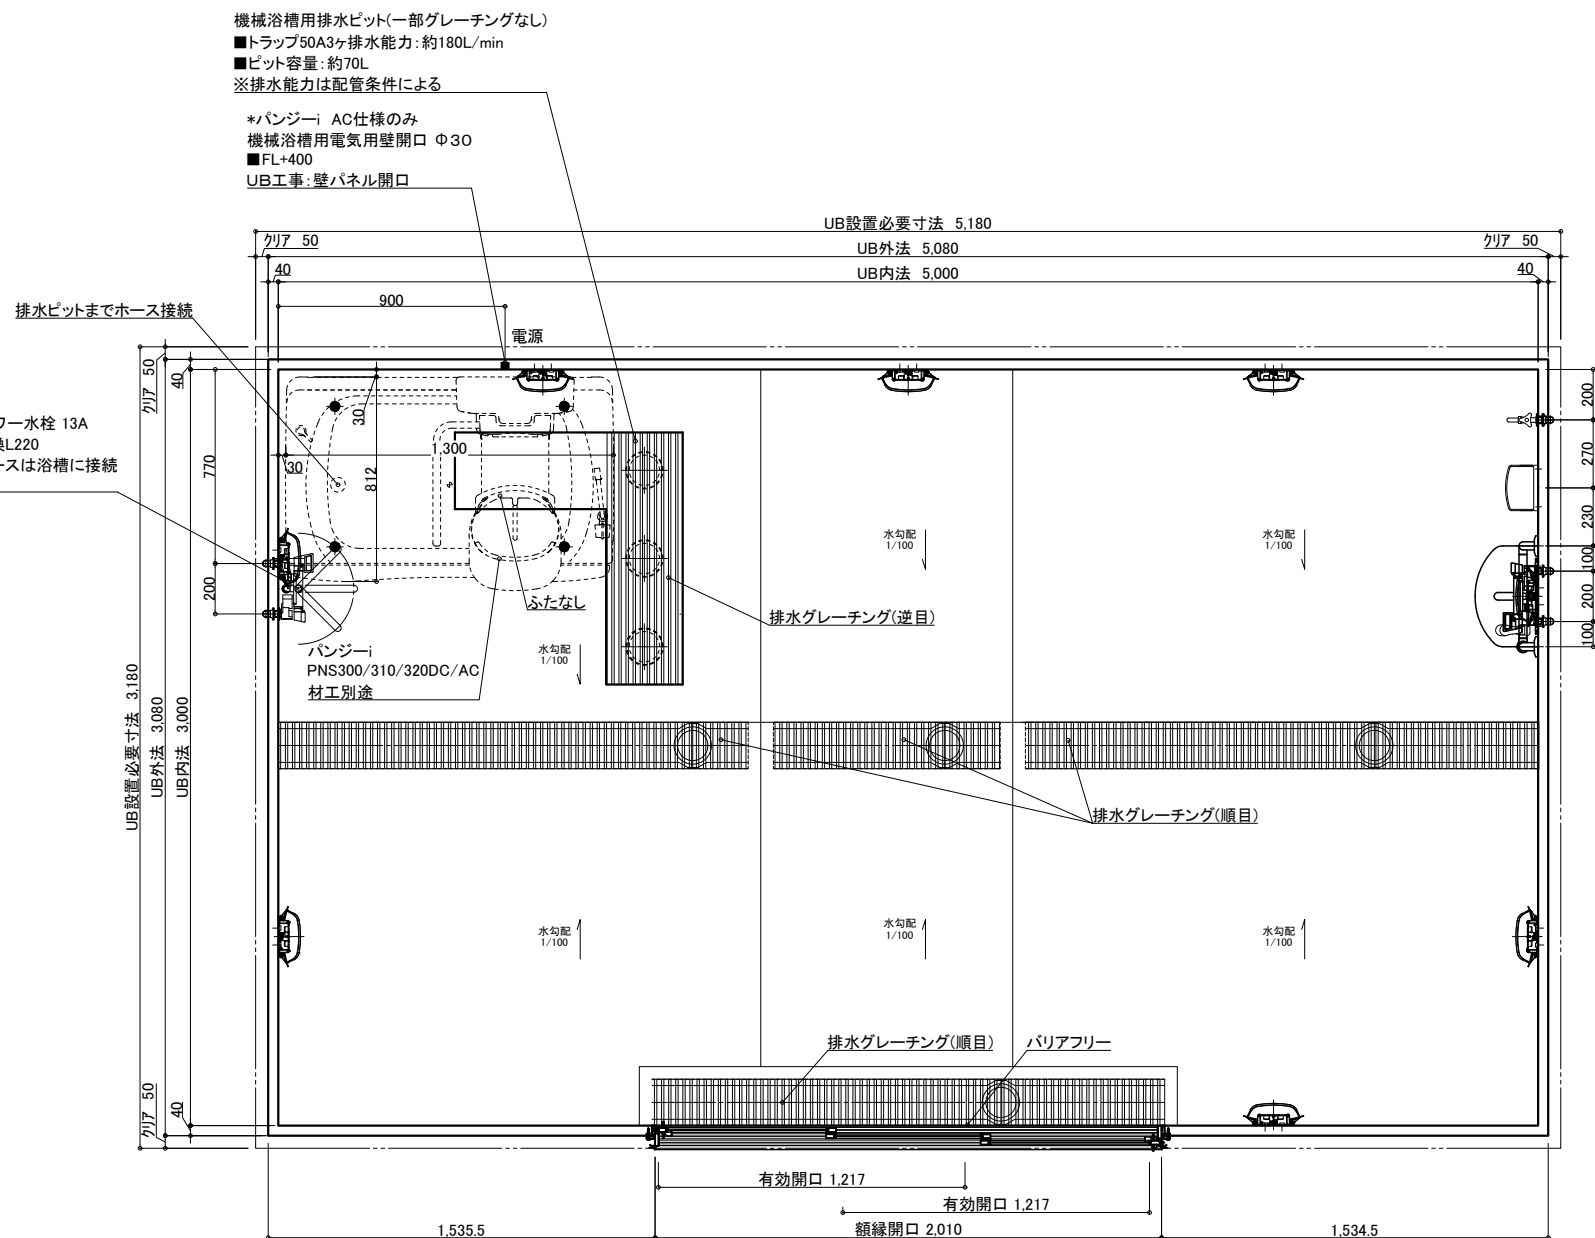 機械浴槽用排水ピット(一部グレーチングなし)
■トラップ50A3ヶ排水能力:約180L/min
■ピット容量:約70L
※排水能力は配管条件による
*パンジーi AC仕様のみ
機械浴槽用電気用壁開口 Φ30
■FL+400
UB工事:壁パネル開口
UB設置必要寸法 5,180
クリア 50
UB外法 5,080
クリア 50
40
UB内法 5,000
40
900
排水ピットまでホース接続
電源
クリア 50
40
30
200
フー水栓 13A
L220
ースは浴槽に接続
1,300
30
812
770
270
230
水勾配
1/100
水勾配
1/100
100
200
200
100
ふたなし
排水グレーチング(逆目)
パンジーi
PNS300/310/320DC/AC
材工別途
水勾配
1/100
UB設置必要寸法 3,180
UB外法 3,080
UB内法 3,000
排水グレーチング(順目)
水勾配
1/100
水勾配
1/100
水勾配
1/100
排水グレーチング(順目)
バリアフリー
クリア 50
40
有効開口 1,217
有効開口 1,217
1,535.5
額縁開口 2,010
1,534.5